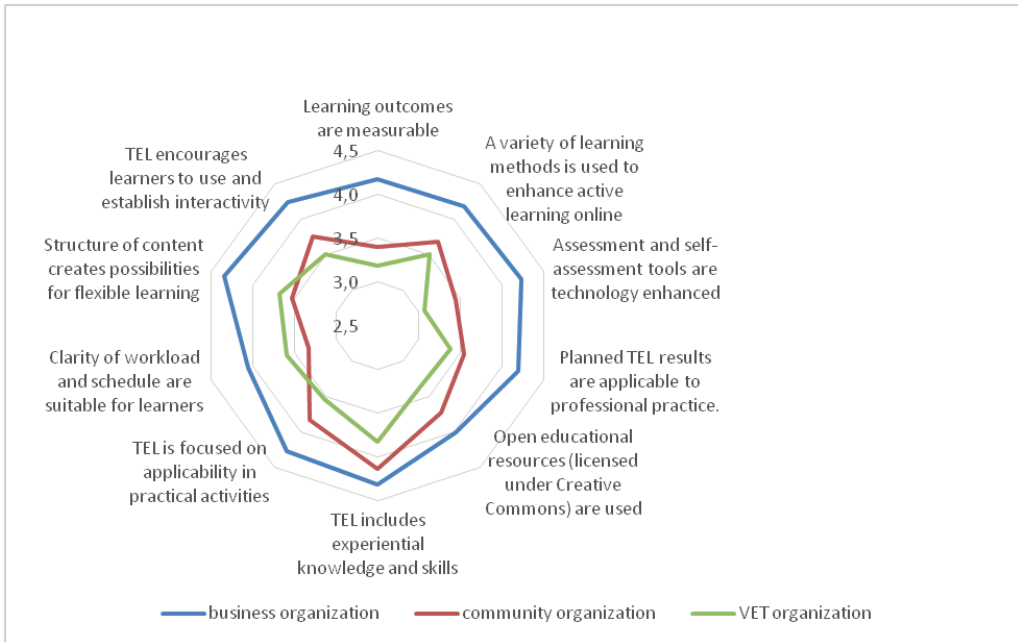 Learning outcomes
are measurable
A variety of learning
methods is used to
enhance active
learning online
Assessment and self-
assessment tools are
technology enhanced
Planned TEL results
are applicable to
professional practice.
Open educational
resources (licensed
under Creative
Commons) are used
TEL includes
experiential
knowledge and skills
TEL is focused on
applicability in
practical activities
Clarity of workload
and schedule are
suitable for learners
Structure of content
creates possibilities
for flexible learning
TEL encourages
learners to use and
establish interactivity
4,5
4,0
3,5
3,0
2,5
business organization
community organization
VET organization